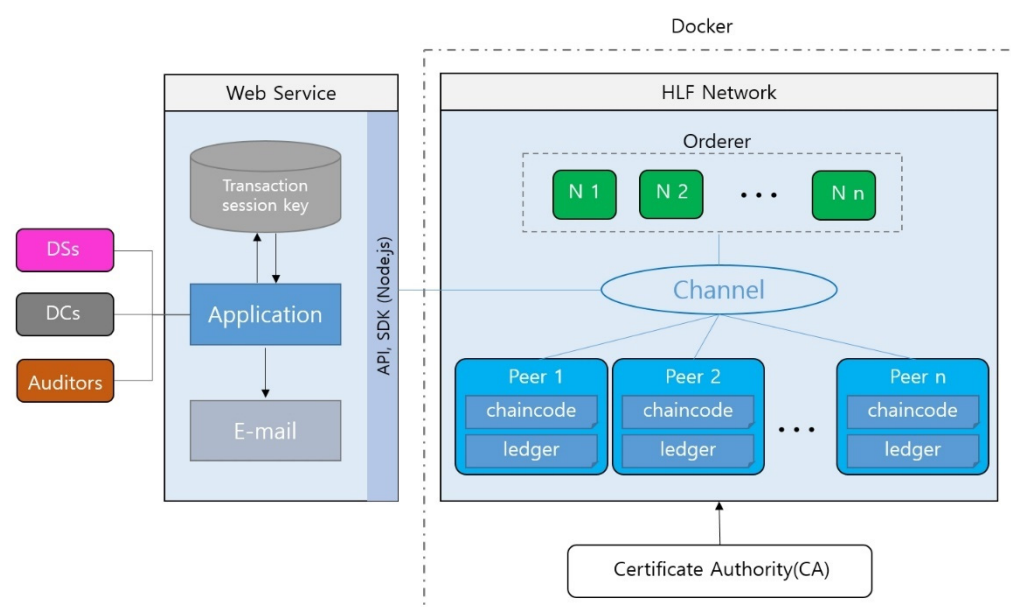 Docker
Web Service
HLF Network
Orderer
Transaction
session key
N 1
N 2
• • •
N n
DSs
DCs
Auditors
Application
E-mail
API, SDK (Node.js)
Channel
Peer 1
chaincode
ledger
Peer 2
chaincode
ledger
• • •
Peer n
chaincode
ledger
Certificate Authority(CA)